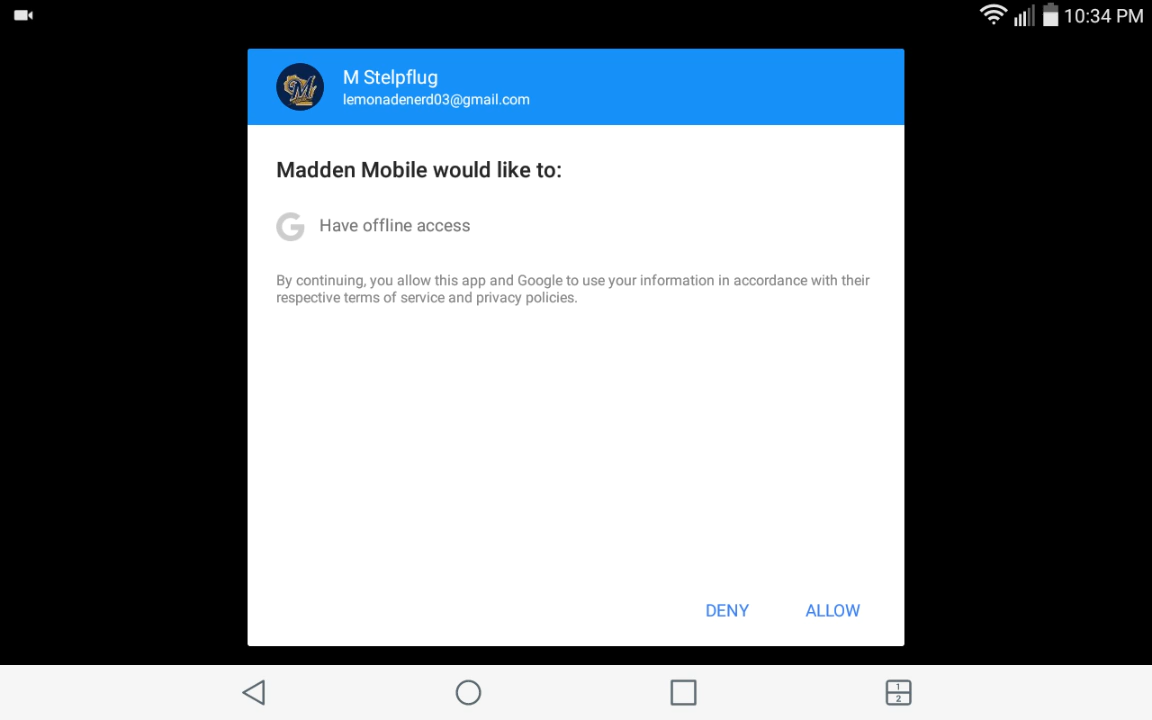 10:34 PM
M
M Stelpflug
lemonadenerd03@gmail.com
Madden Mobile would like to:
G
Have offline access
By continuing, you allow this app and Google to use your information in accordance with their
respective terms of service and privacy policies.
DENY ALLOW
1
2